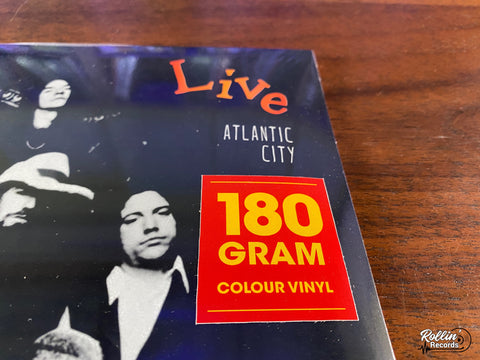 Live
ATLANTIC
CITY
180
GRAM
COLOUR VINYL
Rollin
Records